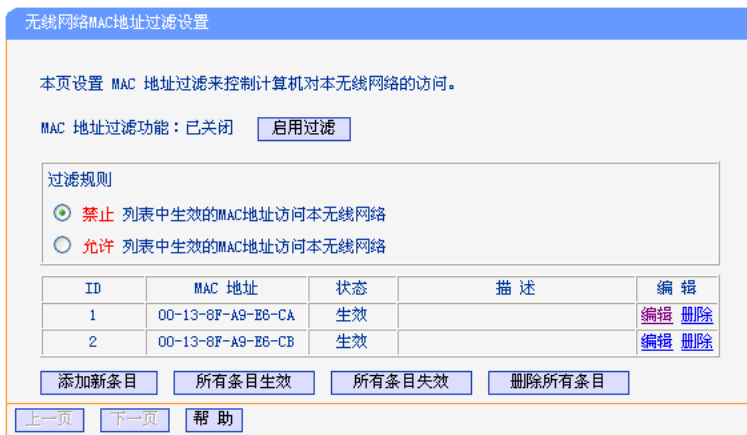 无线网络MAC地址过滤设置
本页设置 MAC 地址过滤来控制计算机对本无线网络的访问。
MAC 地址过滤功能：已关闭 启用过滤
过滤规则
禁止 列表中生效的MAC地址访问本无线网络
允许 列表中生效的MAC地址访问本无线网络
ID MAC 地址 状态 描 述 编 辑
1 00-13-8F-A9-E6-CA 生效 编辑 删除
2 00-13-8F-A9-E6-CB 生效 编辑 删除
添加新条目 所有条目生效 所有条目失效 删除所有条目
上一页 下一页 帮 助